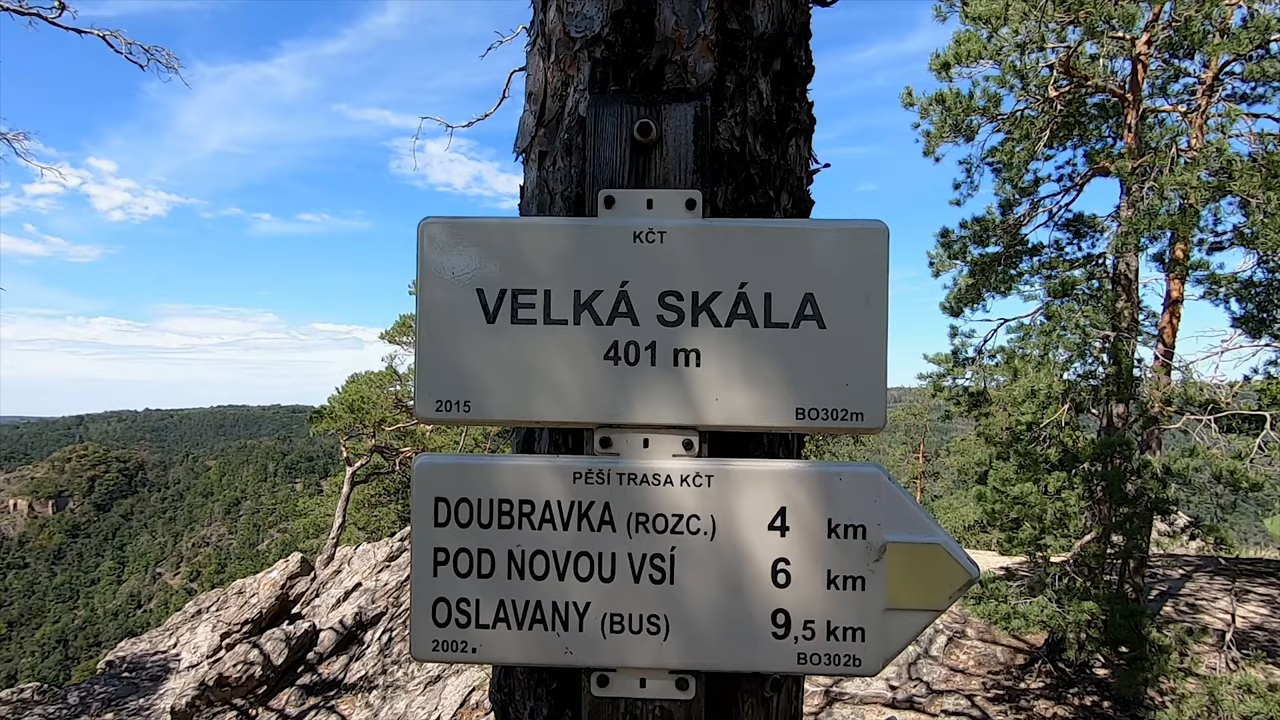 KČT
VELKÁ SKÁLA
401 m
2015 BO302m
PĚŠÍ TRASA KČT
DOUBRAVKA (ROZC.) 4 km
POD NOVOU VSÍ 6 km
OSLAVANY (BUS) 9,5 km
2002 BO302b